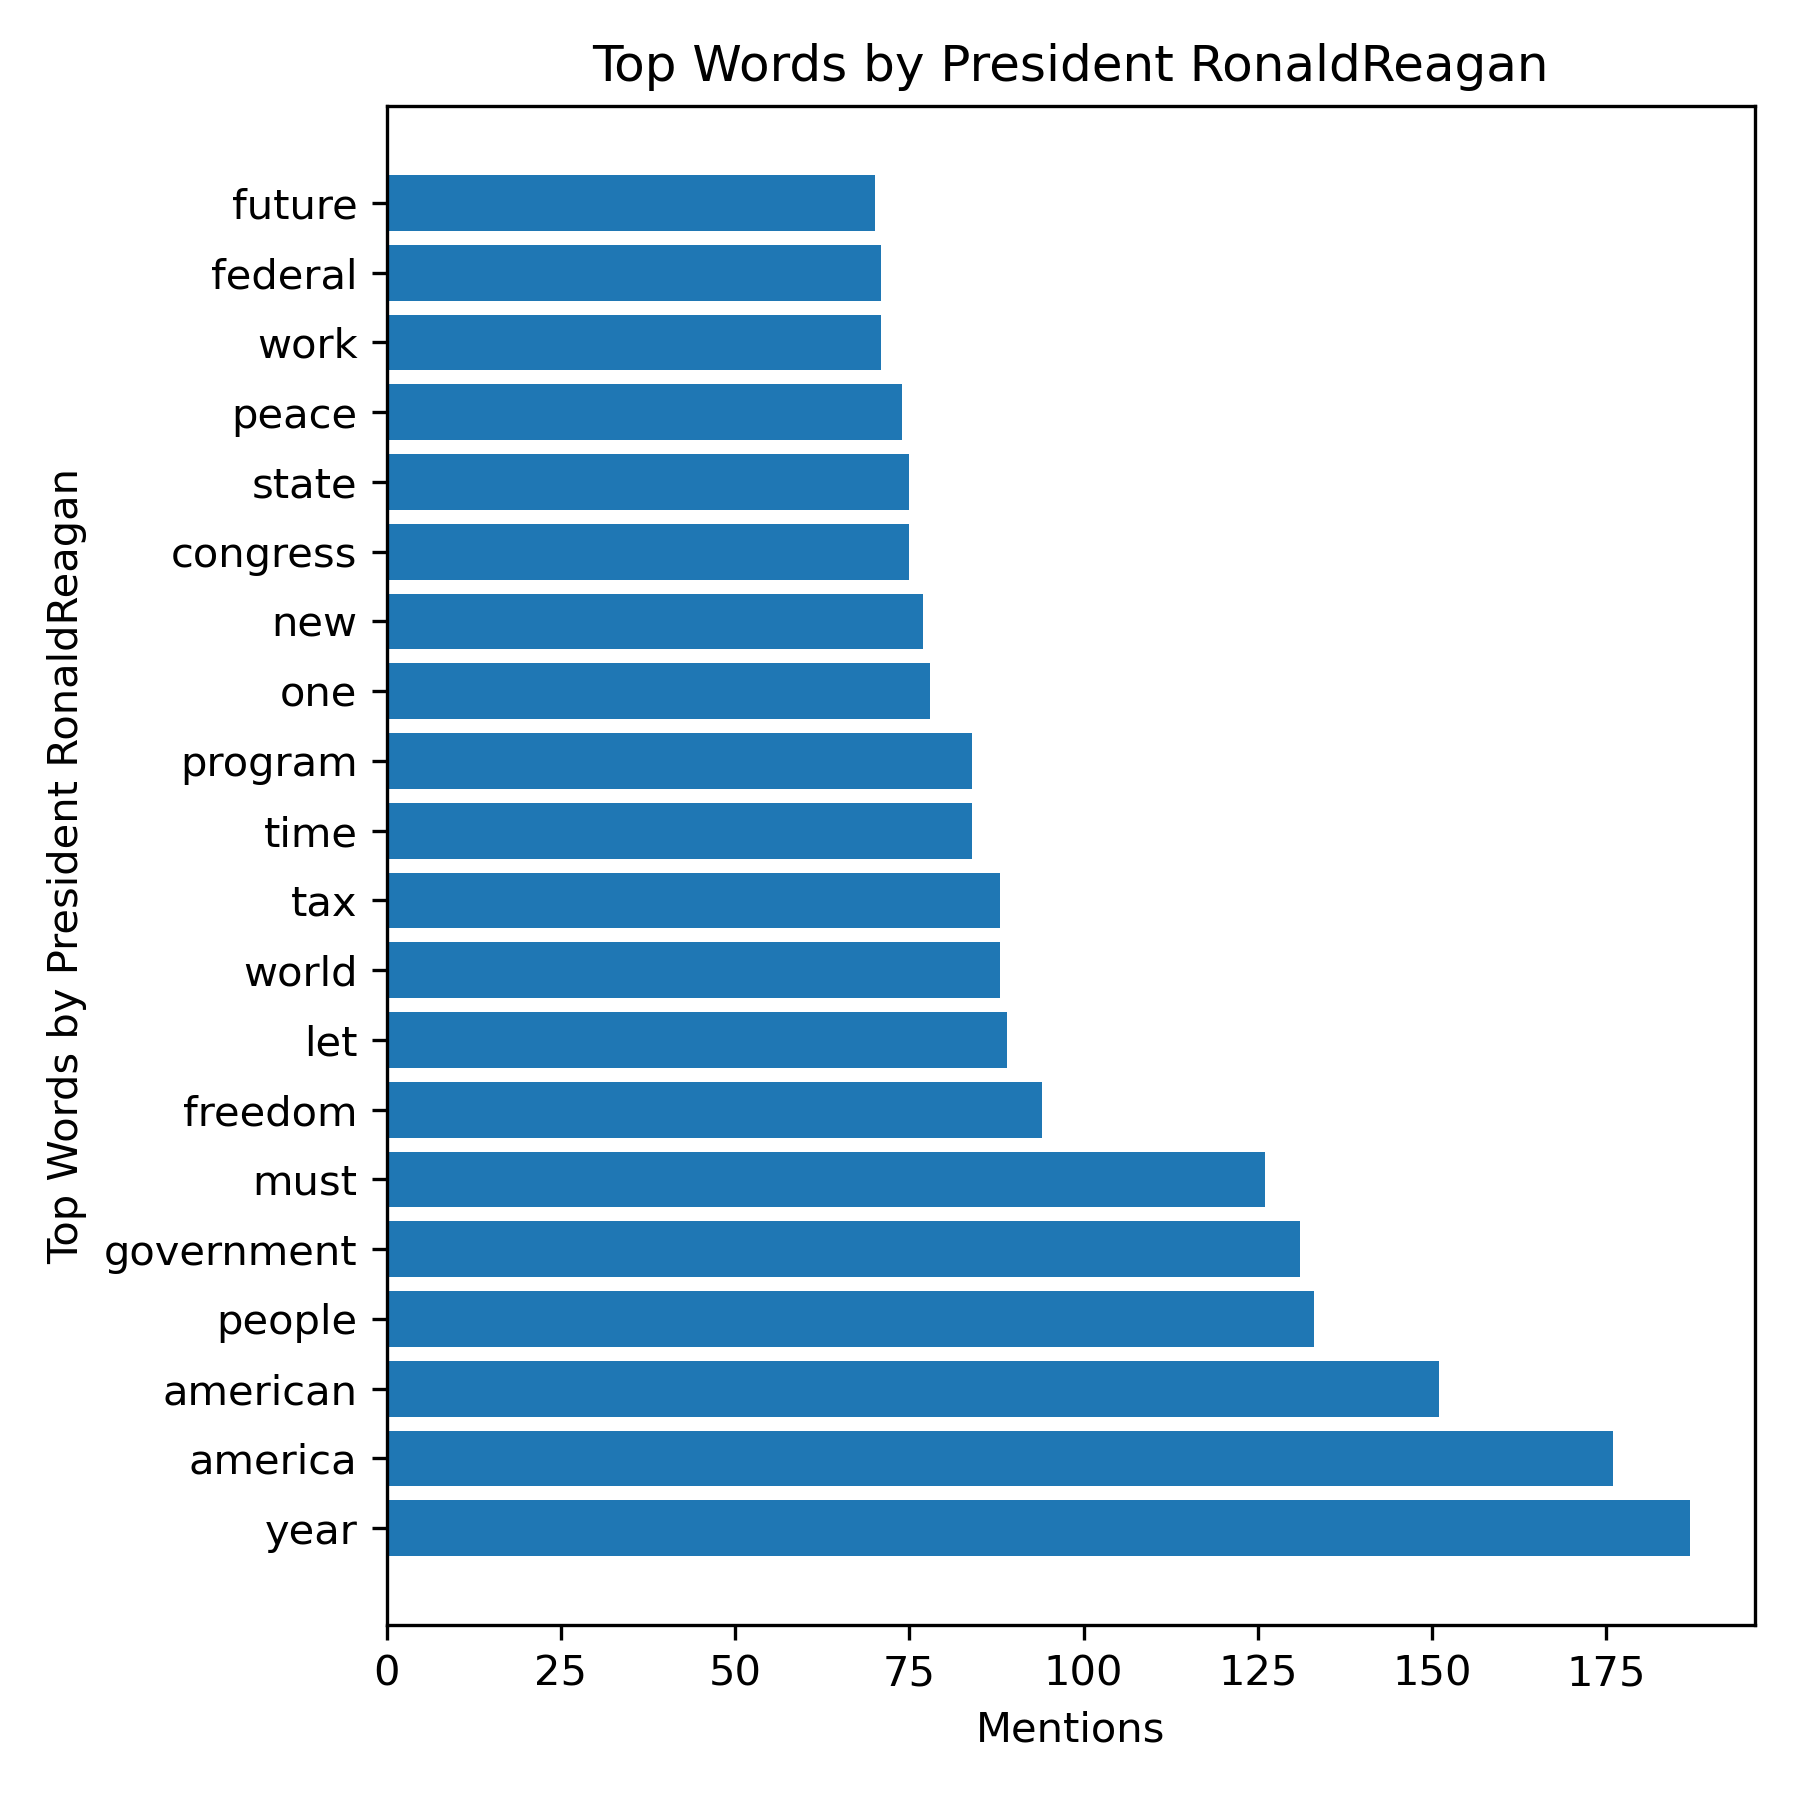 Top Words by President RonaldReagan
Top Words by President RonaldReagan
future
federal
work
peace
state
congress
new
one
program
time
tax
world
let
freedom
must
government
people
american
america
year
0 25 50 75 100 125 150 175
Mentions